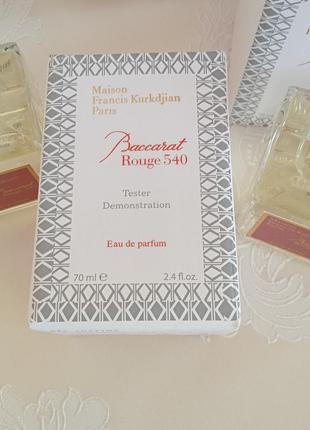 Maison
Francis Kurkdjian
Paris
Baccarat
Rouge 540
Tester
Demonstration
Eau de parfum
70 ml ℮ 2.4 fl.oz.